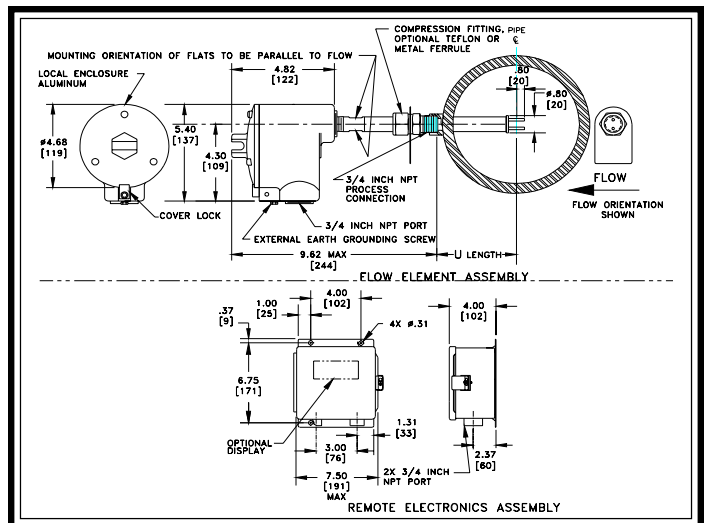 COMPRESSION FITTING,
OPTIONAL TEFLON OR
METAL FERRULE
PIPE
℄
MOUNTING ORIENTATION OF FLATS TO BE PARALLEL TO FLOW
4.82
[122]
.80
[20]
LOCAL ENCLOSURE
ALUMINUM
ø.80
[20]
ø4.68
[119]
5.40
[137]
4.30
[109]
3/4 INCH NPT
PROCESS
CONNECTION
FLOW
FLOW ORIENTATION
SHOWN
COVER LOCK
3/4 INCH NPT PORT
EXTERNAL EARTH GROUNDING SCREW
9.62 MAX
[244]
U LENGTH
FLOW ELEMENT ASSEMBLY
4.00
[102]
1.00
[25]
.37
[9]
4X ø.31
4.00
[102]
6.75
[171]
OPTIONAL
DISPLAY
1.31
[33]
3.00
[76]
2.37
[60]
7.50
[191]
MAX
2X 3/4 INCH
NPT PORT
REMOTE ELECTRONICS ASSEMBLY